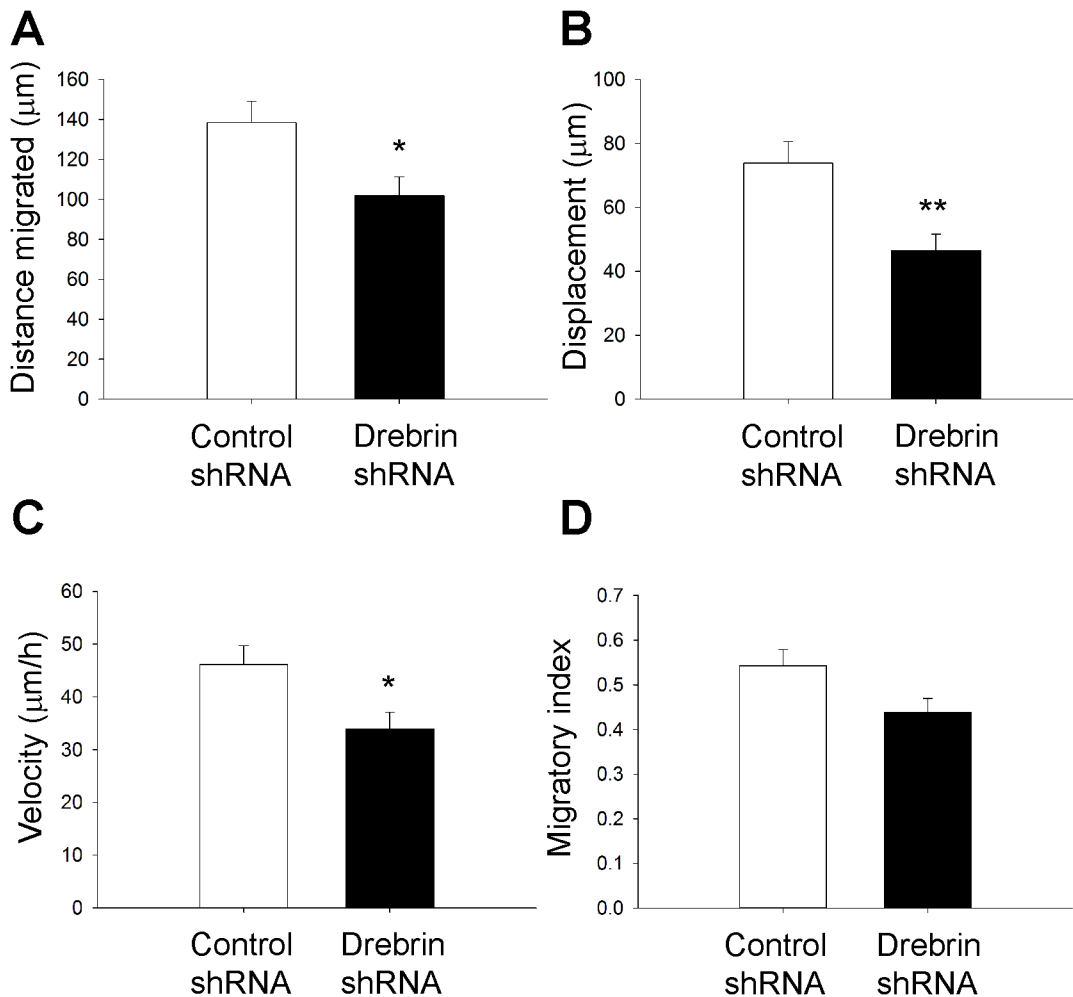 A
Distance migrated (μm)
160
140
120
100
80
60
40
20
0
*
Control
shRNA
Drebrin
shRNA
B
Displacement (μm)
100
80
60
40
20
0
**
Control
shRNA
Drebrin
shRNA
C
Velocity (μm/h)
60
50
40
30
20
10
0
*
Control
shRNA
Drebrin
shRNA
D
Migratory index
0.7
0.6
0.5
0.4
0.3
0.2
0.1
0.0
Control
shRNA
Drebrin
shRNA